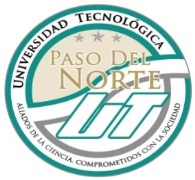 UNIVERSIDAD TECNOLÓGICA
PASO DEL
NORTE
UT
ALIADOS DE LA CIENCIA, COMPROMETIDOS CON LA SOCIEDAD